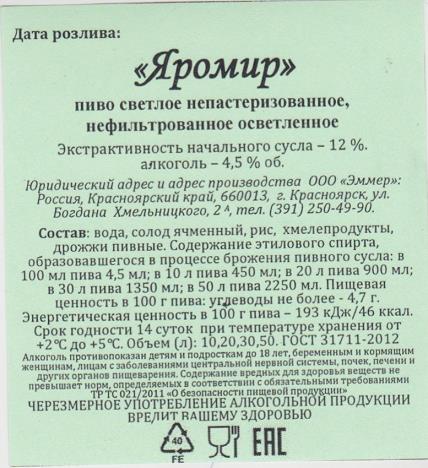 Дата розлива:
«Яромир»
пиво светлое непастеризованное,
нефильтрованное осветленное
Экстрактивность начального сусла – 12 %.
алкоголь – 4,5 % об.
Юридический адрес и адрес производства ООО «Эммер»:
Россия, Красноярский край, 660013, г. Красноярск, ул.
Богдана Хмельницкого, 2 А, тел. (391) 250-49-90.
Состав: вода, солод ячменный, рис, хмелепродукты,
дрожжи пивные. Содержание этилового спирта,
образовавшегося в процессе брожения пивного сусла: в
100 мл пива 4,5 мл; в 10 л пива 450 мл; в 20 л пива 900 мл;
в 30 л пива 1350 мл; в 50 л пива 2250 мл. Пищевая
ценность в 100 г пива: углеводы не более - 4,7 г.
Энергетическая ценность в 100 г пива – 193 кДж/46 ккал.
Срок годности 14 суток при температуре хранения от
+2°С до +5°С. Объем (л): 10,20,30,50. ГОСТ 31711-2012
Алкоголь противопоказан детям и подросткам до 18 лет, беременным и кормящим
женщинам, лицам с заболеваниями центральной нервной системы, почек, печени и
других органов пищеварения. Содержание вредных для здоровья веществ не
превышает норм, определяемых в соответствии с обязательными требованиями
ТР ТС 021/2011 «О безопасности пищевой продукции»
ЧЕРЕЗМЕРНОЕ УПОТРЕБЛЕНИЕ АЛКОГОЛЬНОЙ ПРОДУКЦИИ
ВРЕДИТ ВАШЕМУ ЗДОРОВЬЮ
40
FE
EAC